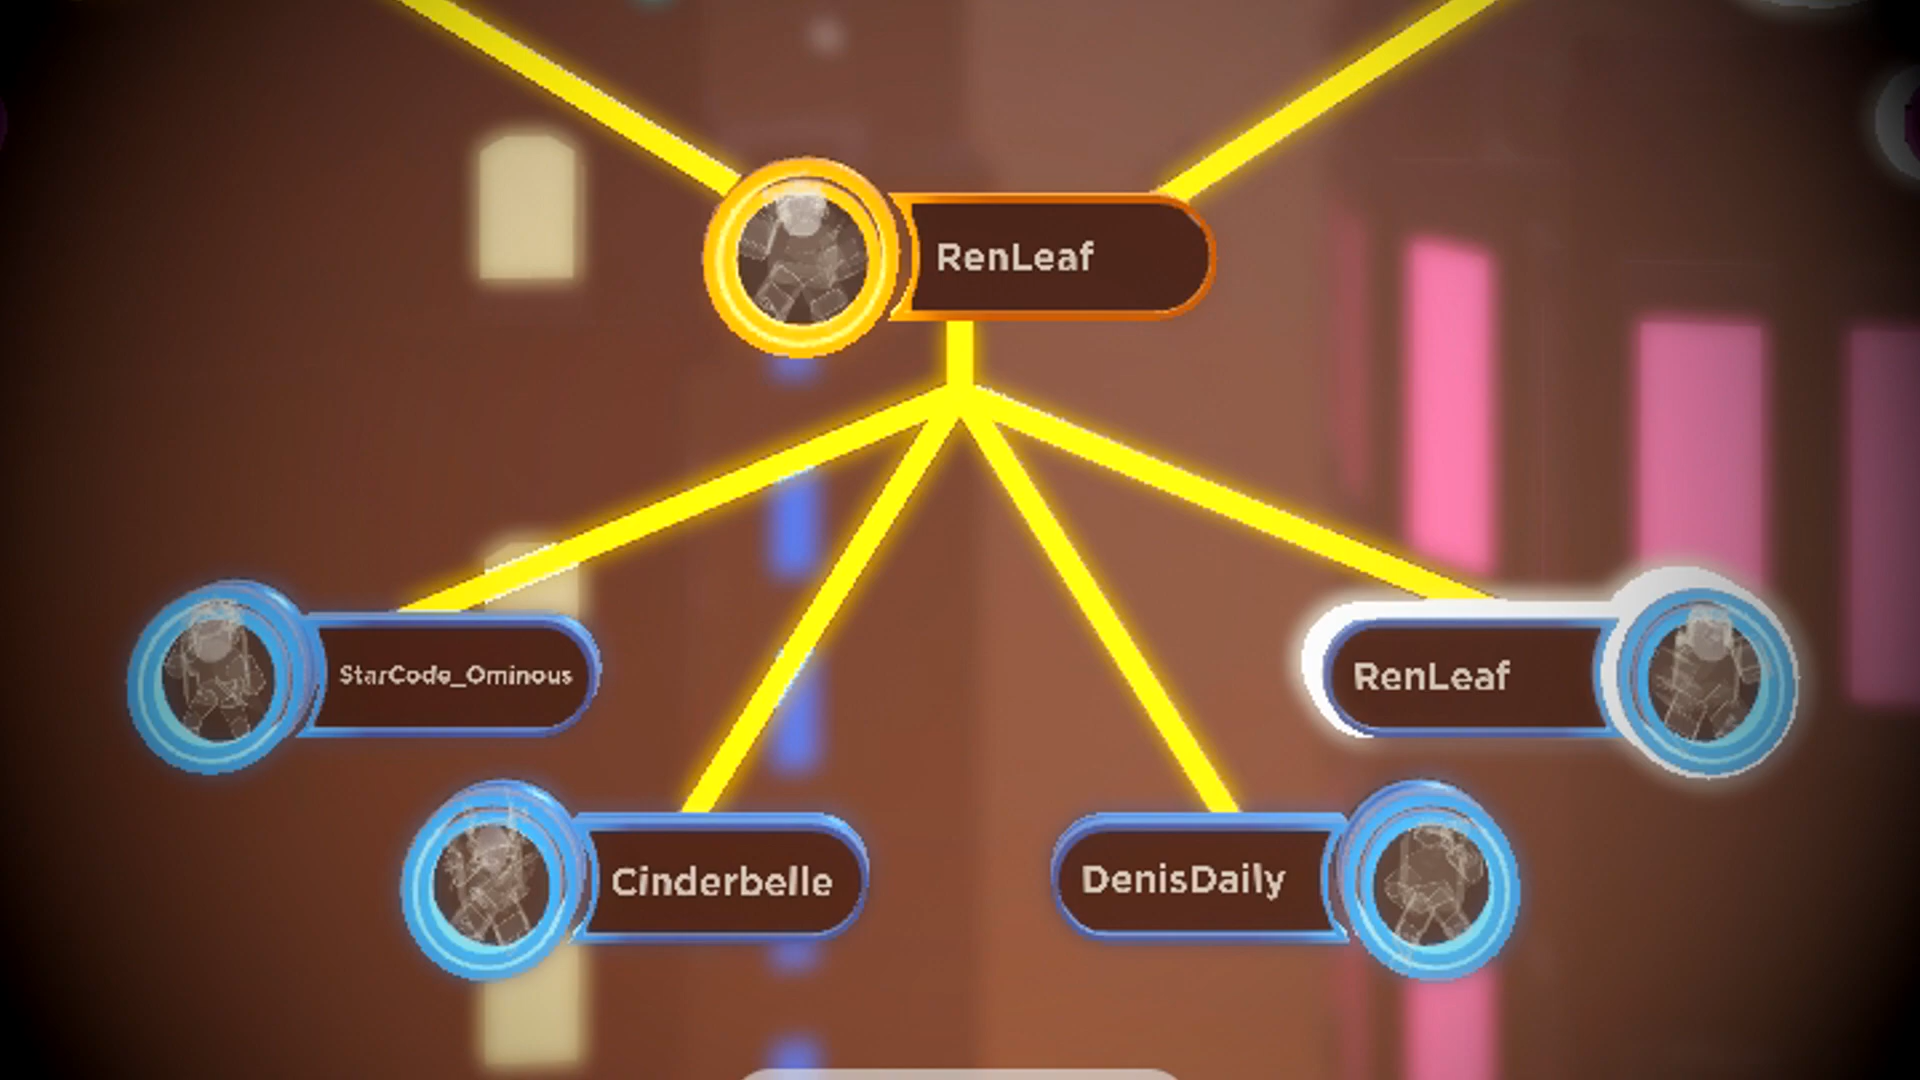 RenLeaf
StarCode_Ominous
RenLeaf
Cinderbelle
DenisDaily